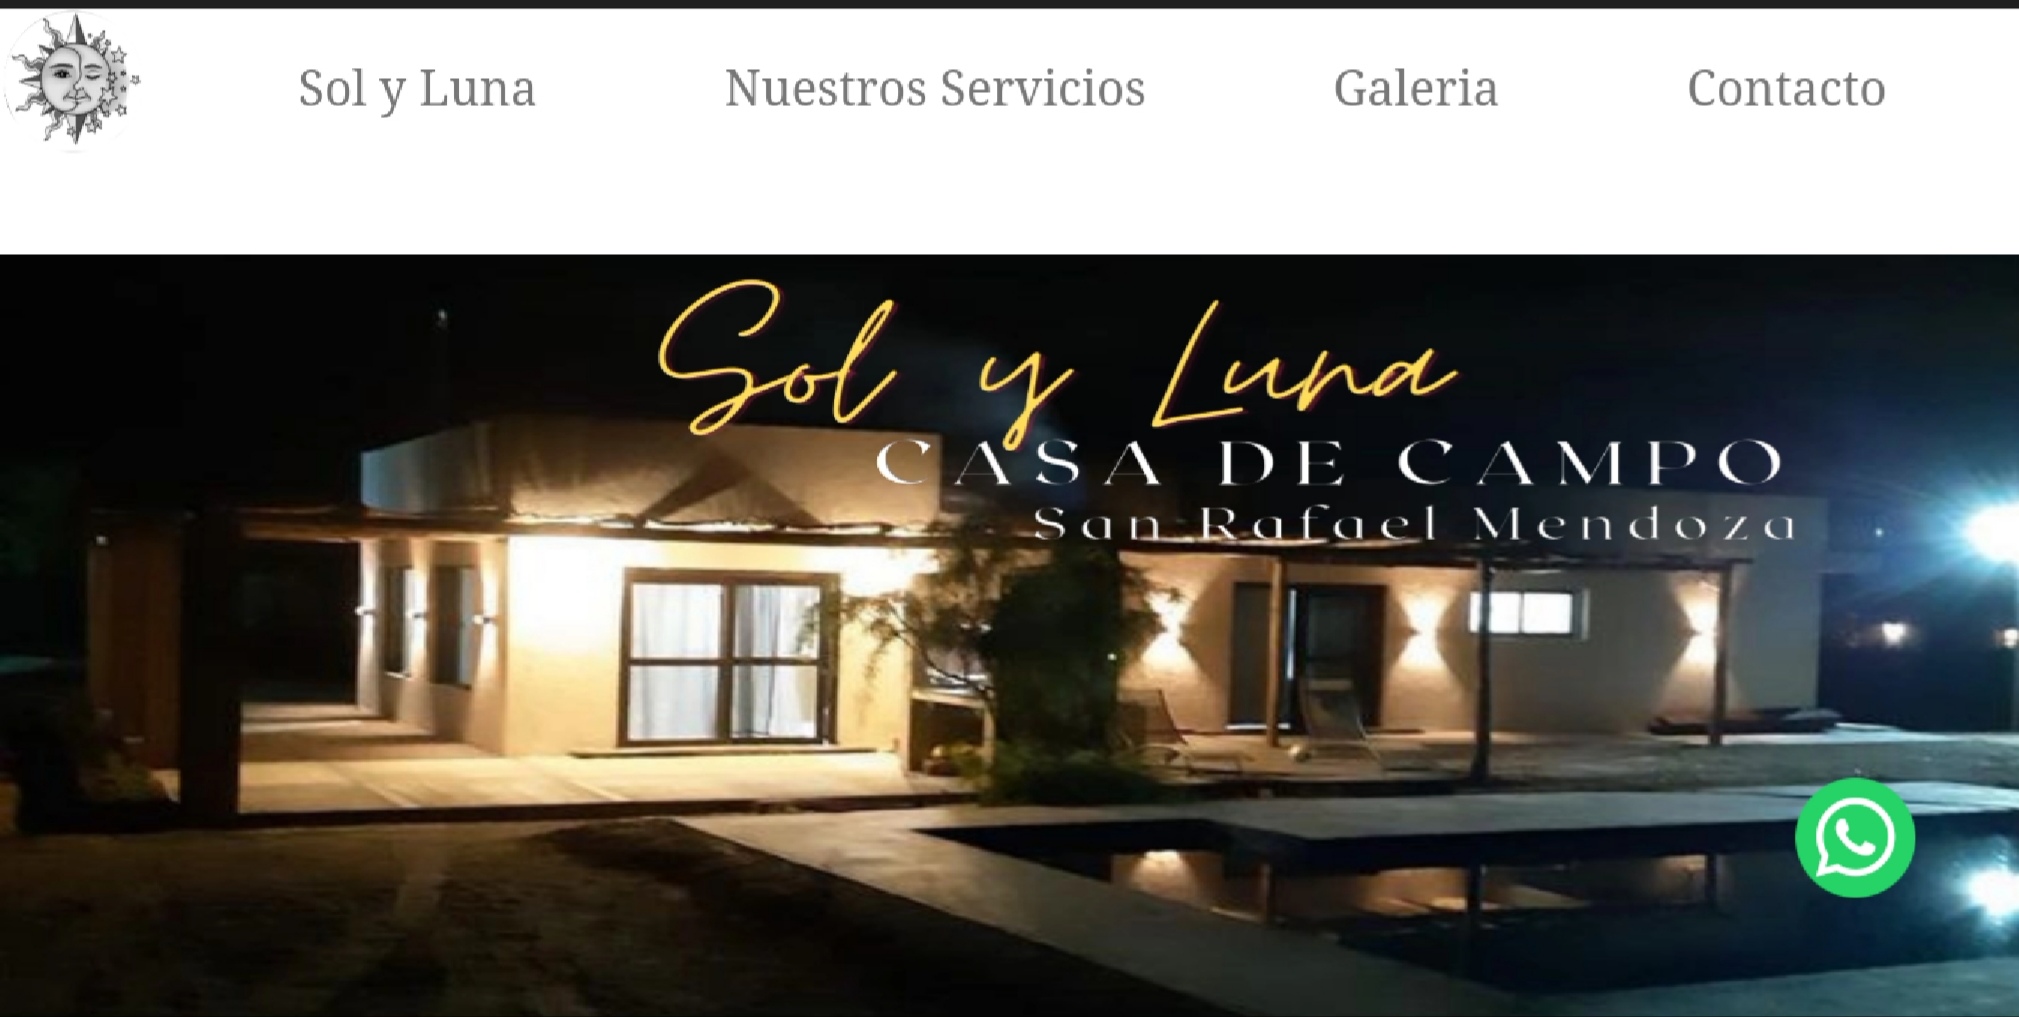 Sol y Luna Nuestros Servicios Galeria Contacto
Sol y Luna
CASA DE CAMPO
San Rafael Mendoza